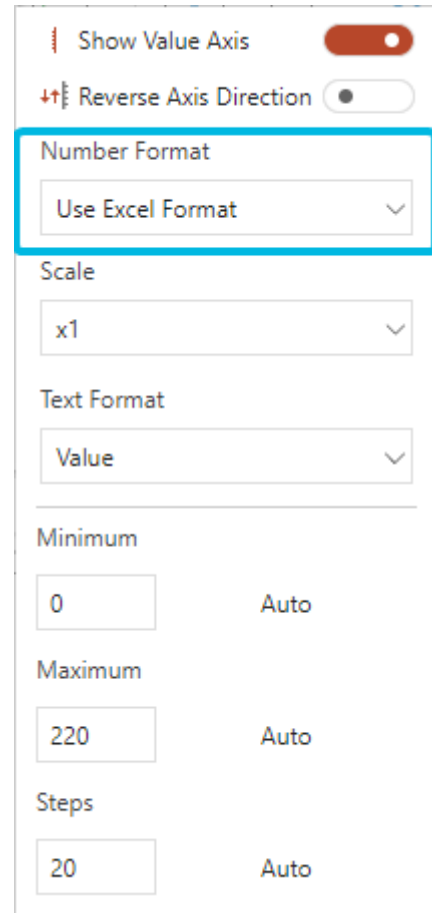 Show Value Axis
Reverse Axis Direction
Number Format
Use Excel Format
Scale
x1
Text Format
Value
Minimum
0 Auto
Maximum
220 Auto
Steps
20 Auto